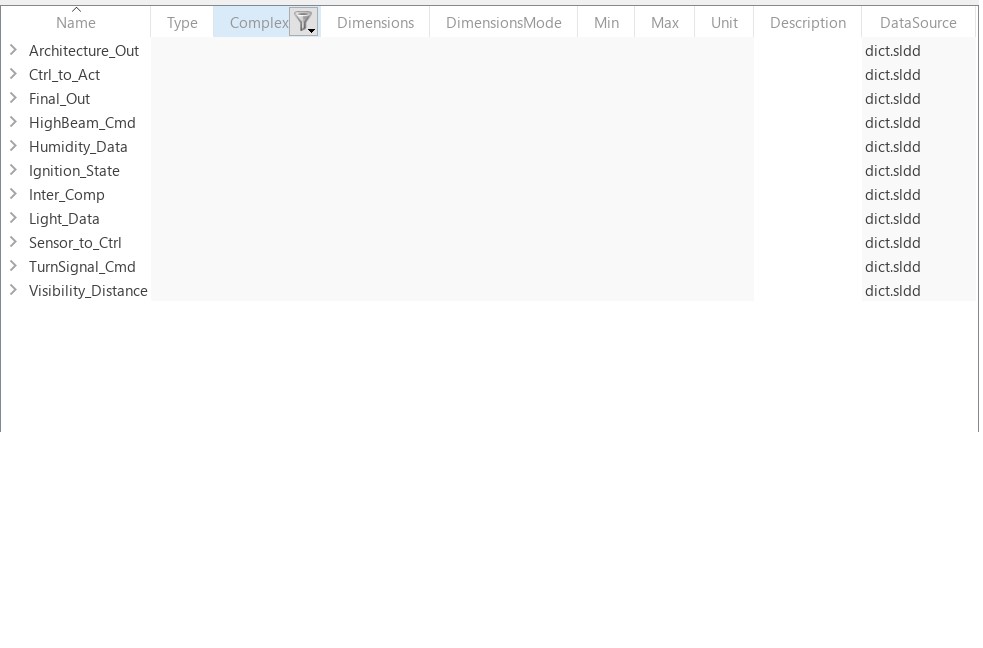 Name Type Complex Dimensions DimensionsMode Min Max Unit Description DataSource
Architecture_Out dict.sldd
Ctrl_to_Act dict.sldd
Final_Out dict.sldd
HighBeam_Cmd dict.sldd
Humidity_Data dict.sldd
Ignition_State dict.sldd
Inter_Comp dict.sldd
Light_Data dict.sldd
Sensor_to_Ctrl dict.sldd
TurnSignal_Cmd dict.sldd
Visibility_Distance dict.sldd